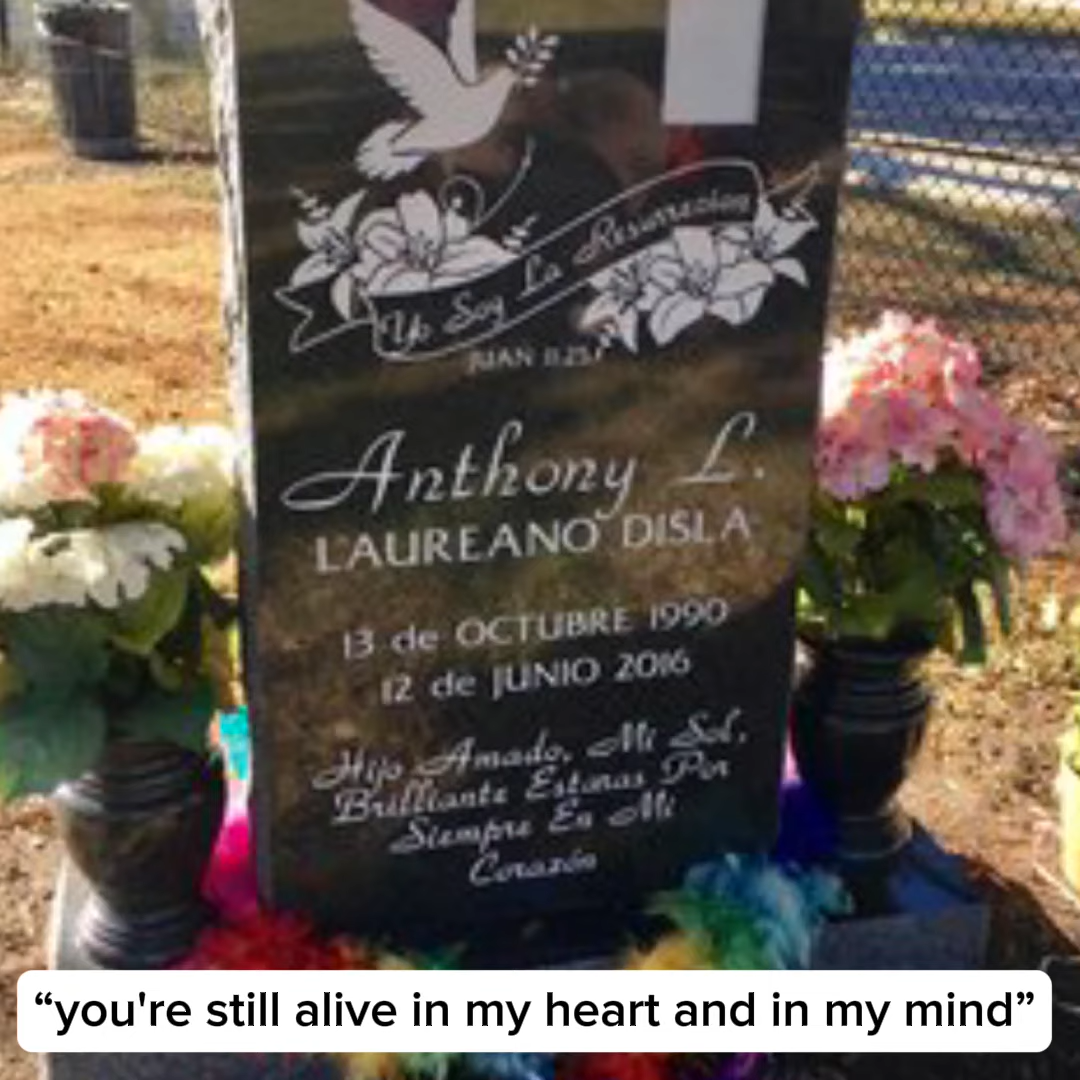 Yo Soy La Resurrección
JUAN 11:25
Anthony L.
LAUREANO DISLA
13 de OCTUBRE 1990
12 de JUNIO 2016
Hijo Amado, Mi Sol,
Brillante Estaras Por
Siempre En Mi
Corazón
“you're still alive in my heart and in my mind”